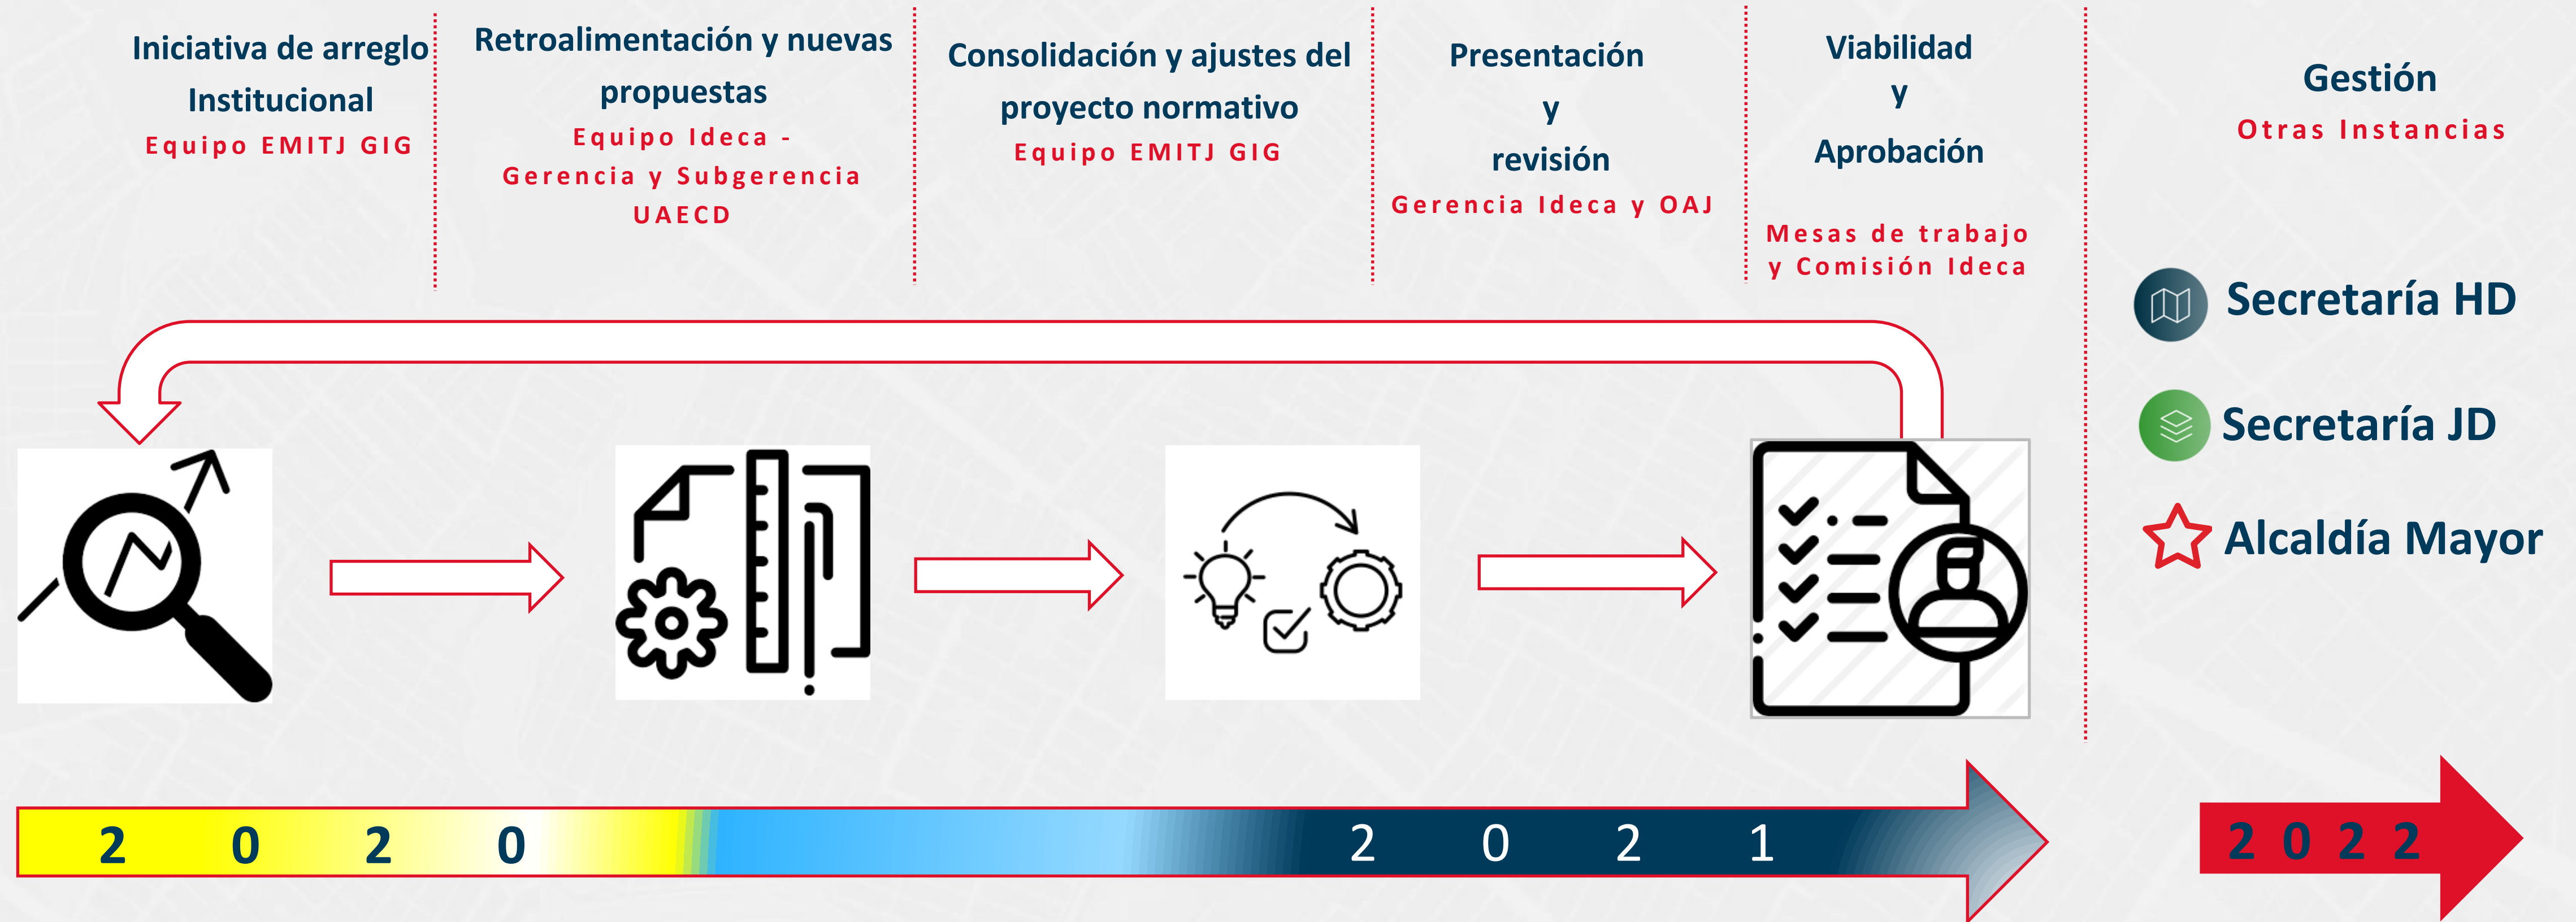 Iniciativa de arreglo
Institucional
Equipo EMITJ GIG
Retroalimentación y nuevas
propuestas
Equipo Ideca -
Gerencia y Subgerencia
UAECD
Consolidación y ajustes del
proyecto normativo
Equipo EMITJ GIG
Presentación
y
revisión
Gerencia Ideca y OAJ
Viabilidad
y
Aprobación
Mesas de trabajo
y Comisión Ideca
Gestión
Otras Instancias
Secretaría HD
Secretaría JD
Alcaldía Mayor
2 0 2 0
2 0 2 1
2 0 2 2